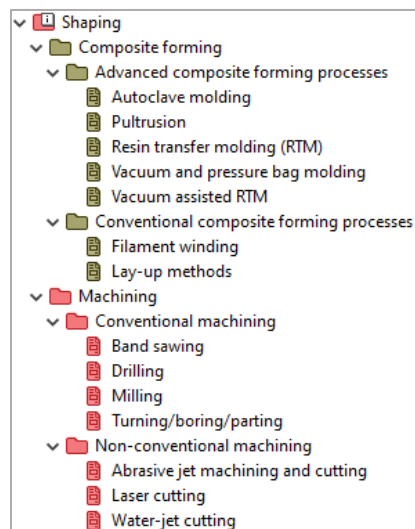 Shaping
Composite forming
Advanced composite forming processes
Autoclave molding
Pultrusion
Resin transfer molding (RTM)
Vacuum and pressure bag molding
Vacuum assisted RTM
Conventional composite forming processes
Filament winding
Lay-up methods
Machining
Conventional machining
Band sawing
Drilling
Milling
Turning/boring/parting
Non-conventional machining
Abrasive jet machining and cutting
Laser cutting
Water-jet cutting